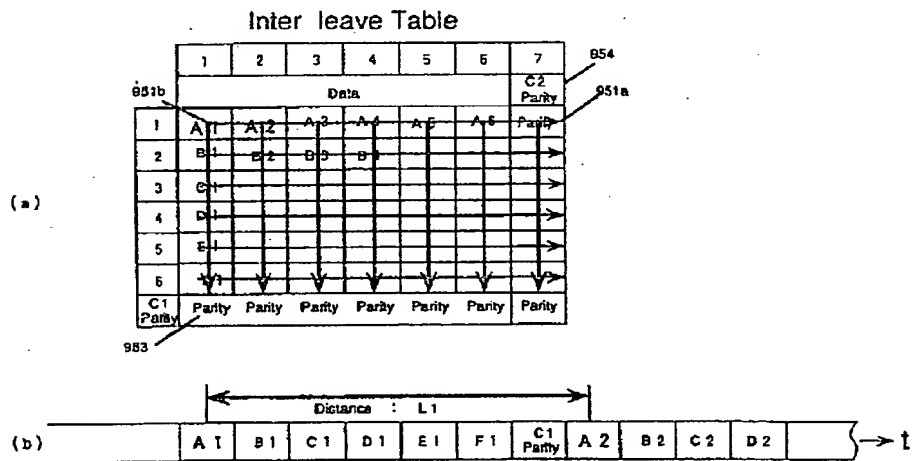 Inter leave Table
1 2 3 4 5 6 7
954
Data C2 Parity
951b
951a
1 A 1 A 2 A 3 A 4 A 5 A 6 Parity
2 B 1 B 2 B 3 B 4
3 C 1
(a)
4 D 1
5 E 1
6
C1 Parity Parity Parity Parity Parity Parity Parity Parity
953
Distance : L 1
(b) A 1 B 1 C 1 D 1 E 1 F 1 C1 Parity A 2 B 2 C 2 D 2 t